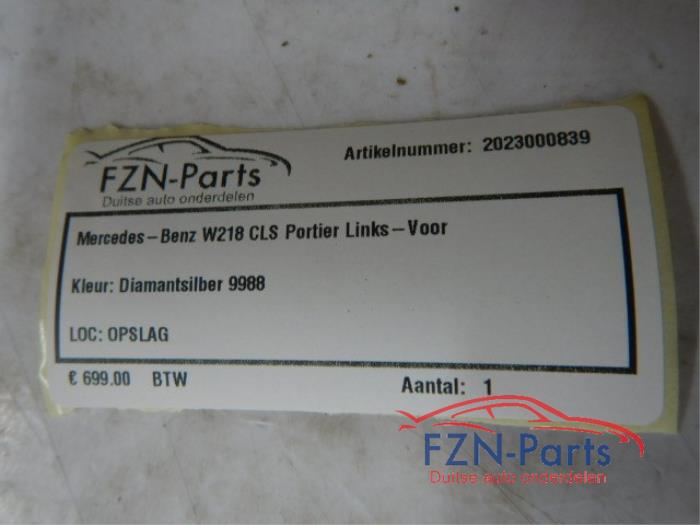 FZN-Parts
Duitse auto onderdelen
Artikelnummer: 2023000839
Mercedes-Benz W218 CLS Portier Links-Voor
Kleur: Diamantsilber 9988
LOC: OPSLAG
€ 699.00 BTW
Aantal: 1
FZN-Parts
Duitse auto onderdelen